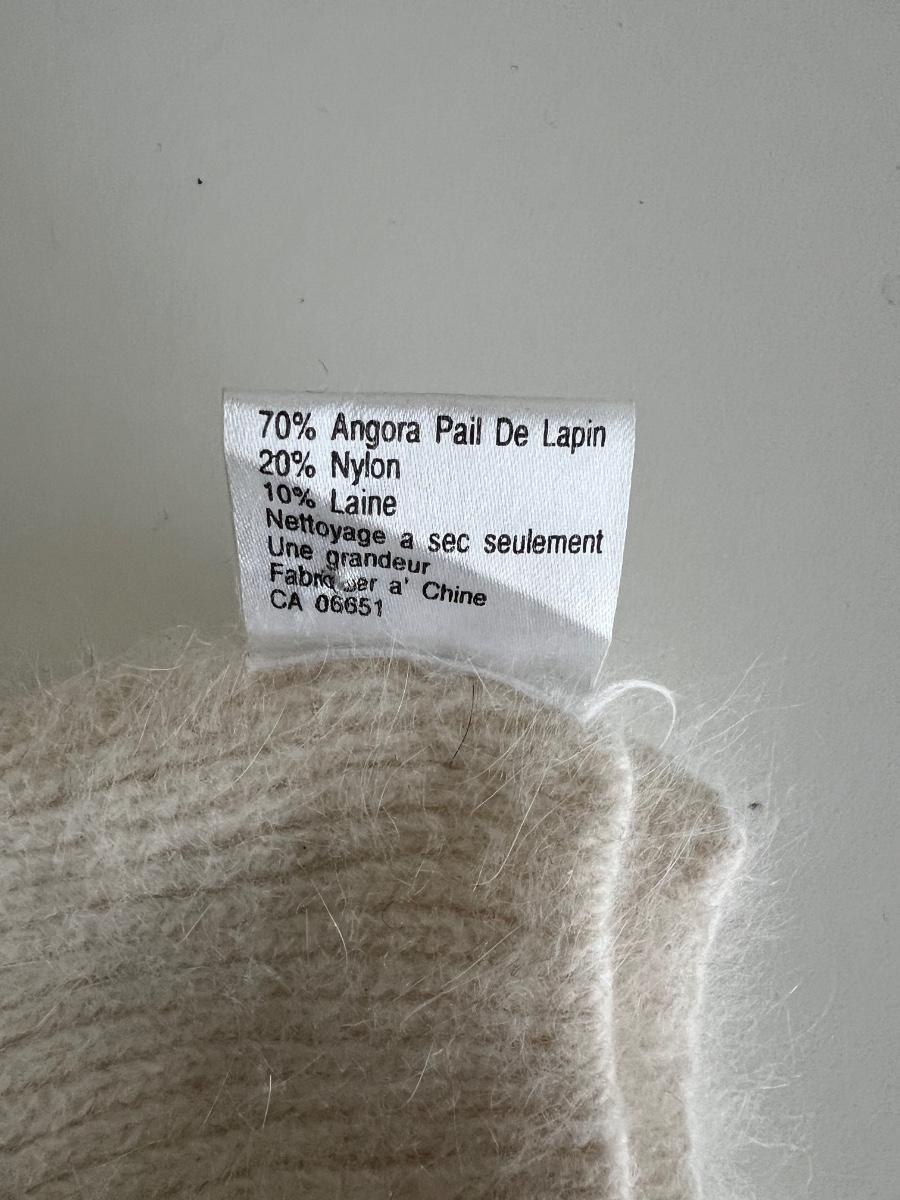 70% Angora Pail De Lapin
20% Nylon
10% Laine
Nettoyage a sec seulement
Une grandeur
a' Chine
CA 06651